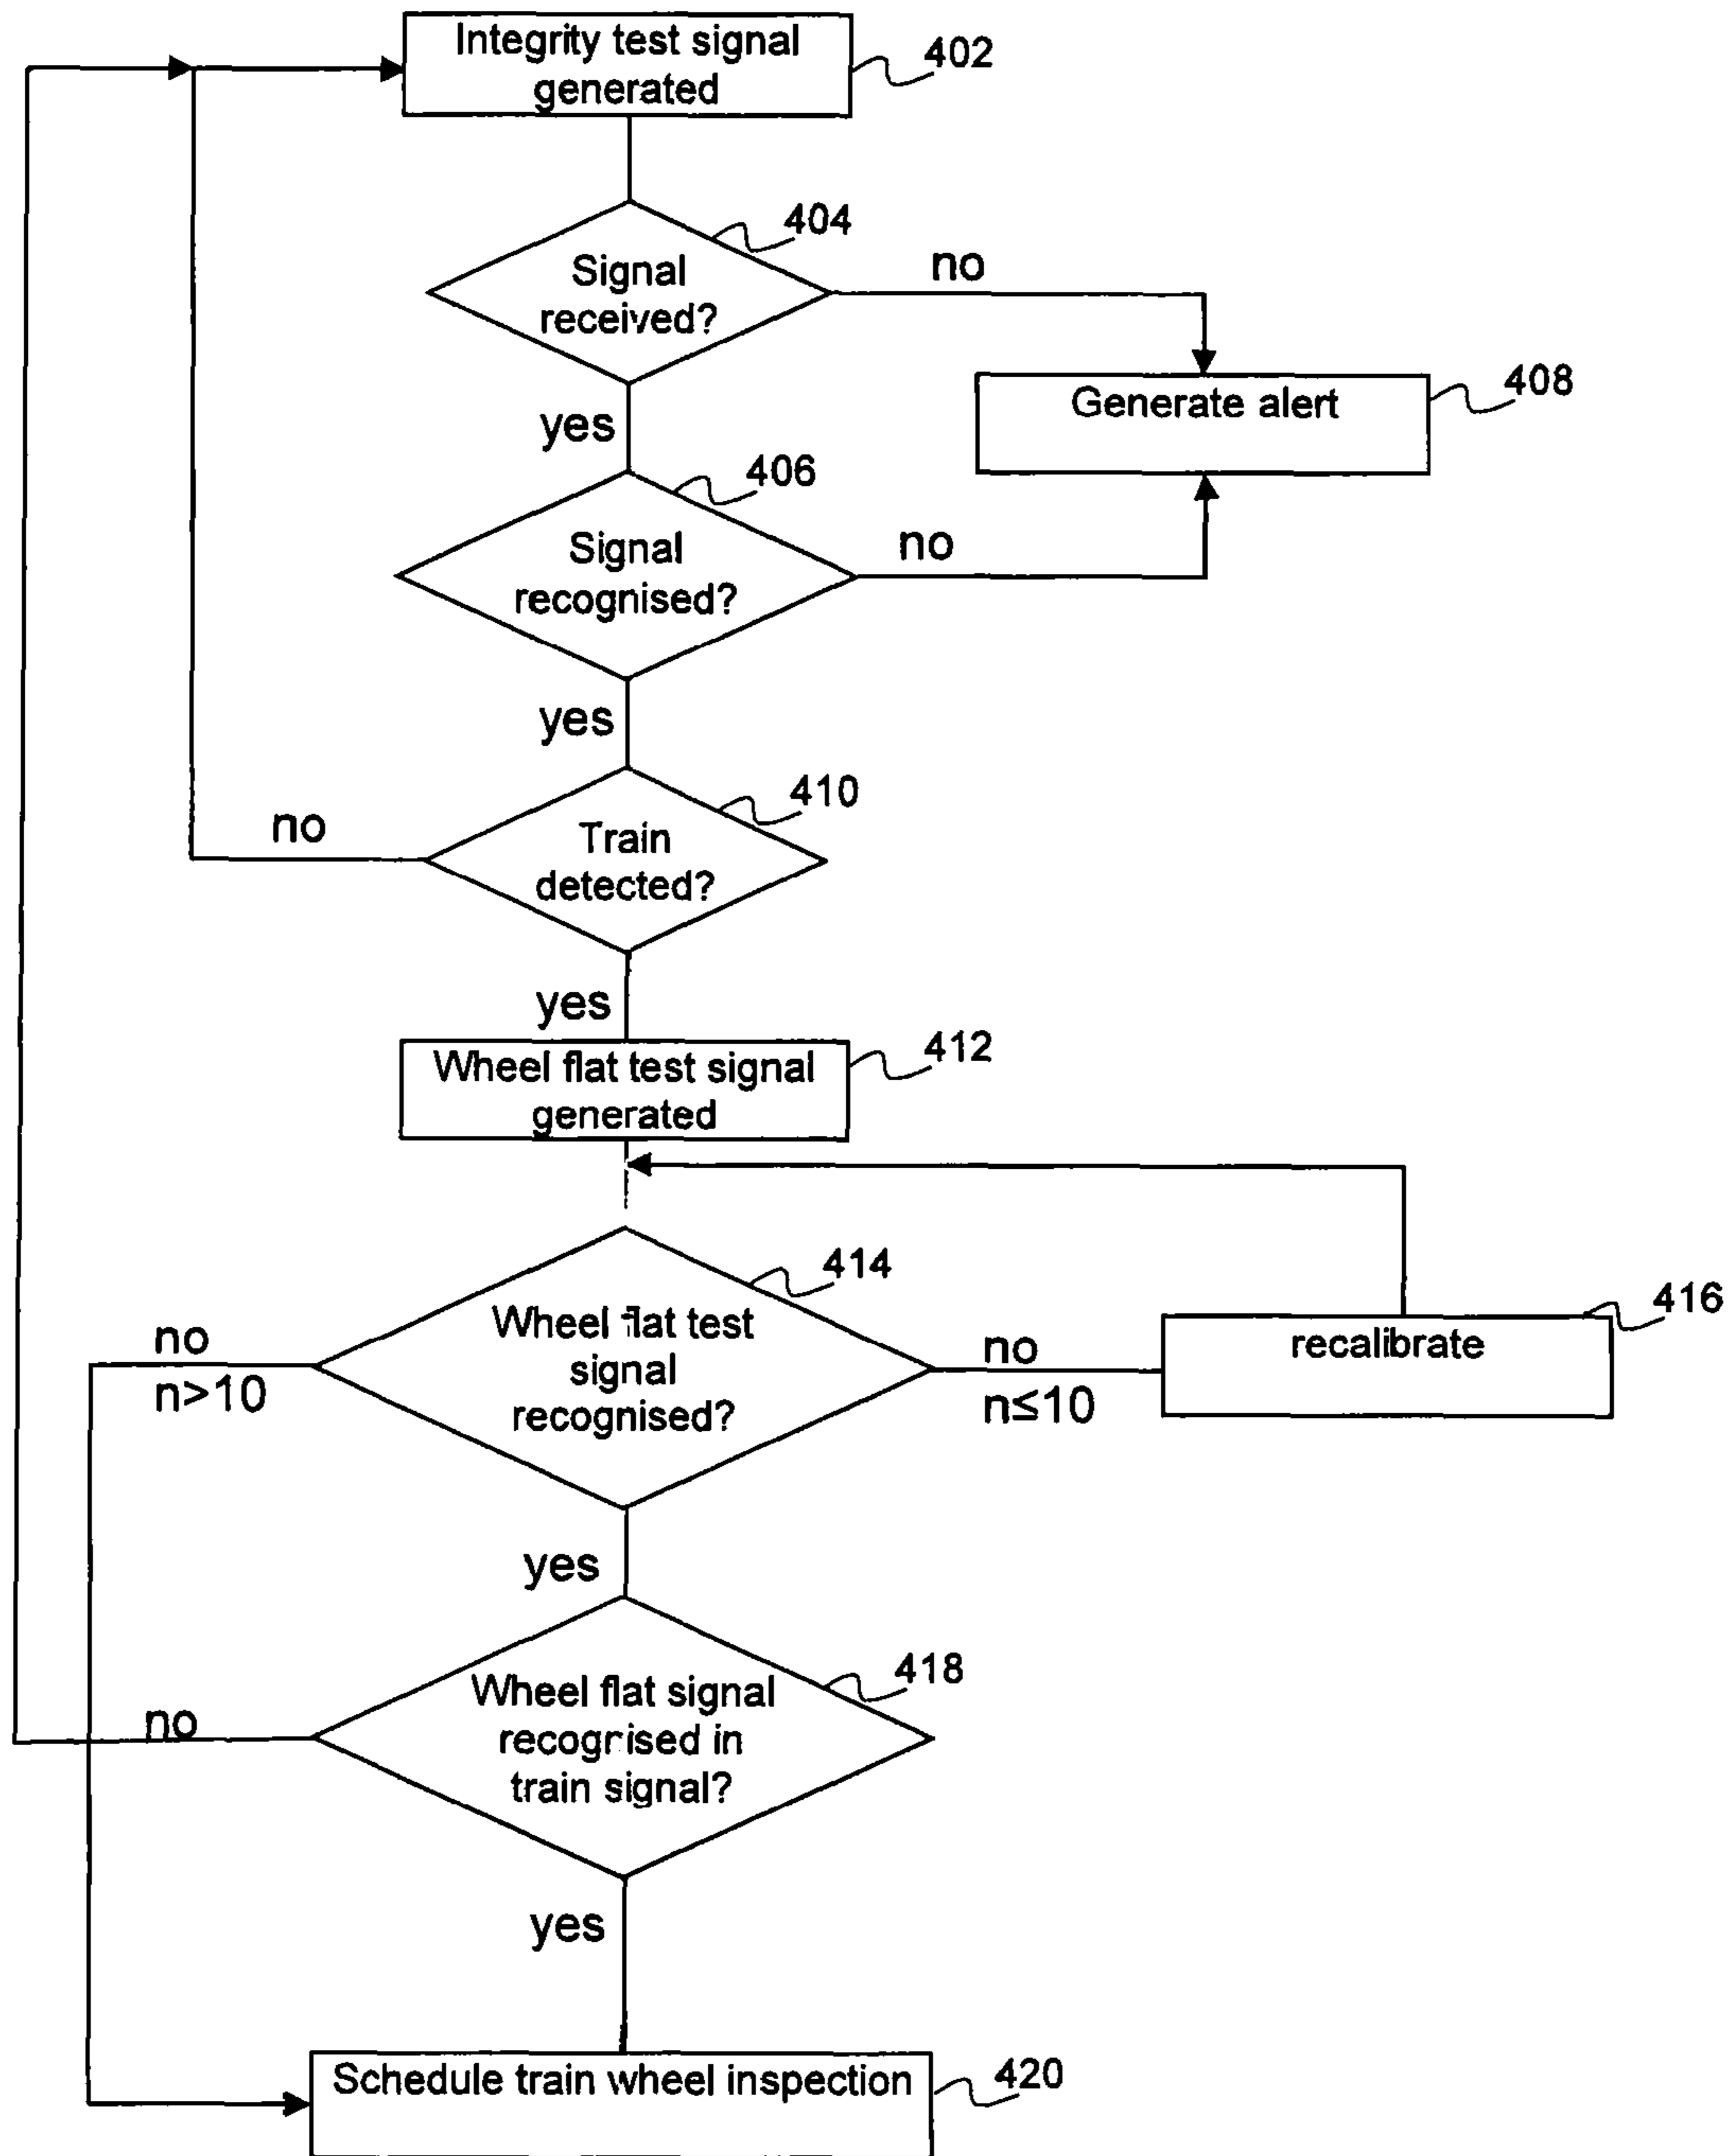 Integrity test signal
generated
402
404
Signal
received?
no
Generate alert
408
yes
406
Signal
recognised?
no
yes
410
Train
detected?
no
yes
Wheel flat test signal
generated
412
414
Wheel flat test
signal
recognised?
no
n>10
no
n≤10
recalibrate
416
yes
418
Wheel flat signal
recognised in
train signal?
no
yes
Schedule train wheel inspection
420